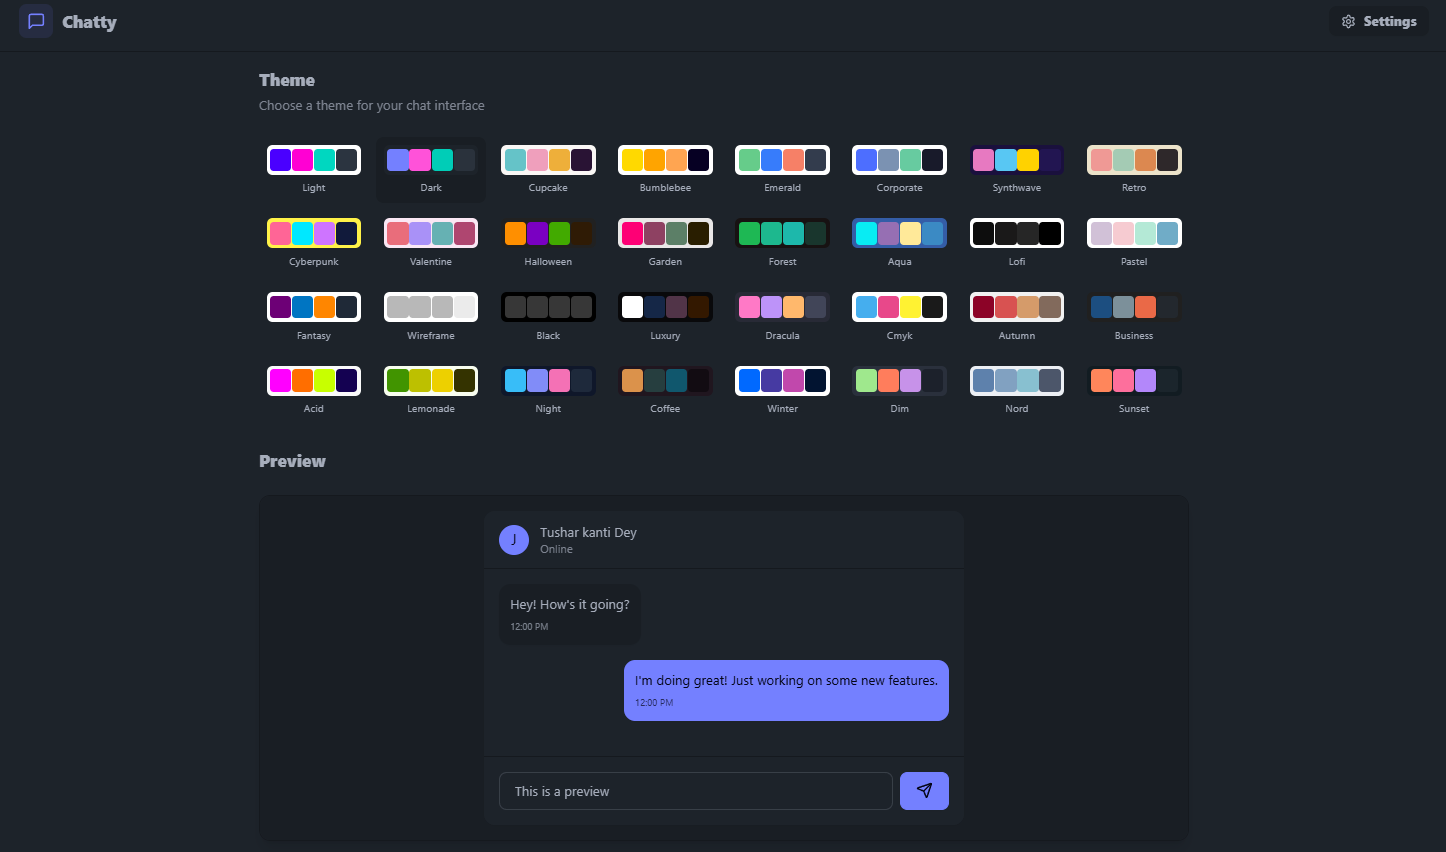 Chatty
Settings
Theme
Choose a theme for your chat interface
Light
Dark
Cupcake
Bumblebee
Emerald
Corporate
Synthwave
Retro
Cyberpunk
Valentine
Halloween
Garden
Forest
Aqua
Lofi
Pastel
Fantasy
Wireframe
Black
Luxury
Dracula
Cmyk
Autumn
Business
Acid
Lemonade
Night
Coffee
Winter
Dim
Nord
Sunset
Preview
J
Tushar kanti Dey
Online
Hey! How's it going?
12:00 PM
I'm doing great! Just working on some new features.
12:00 PM
This is a preview